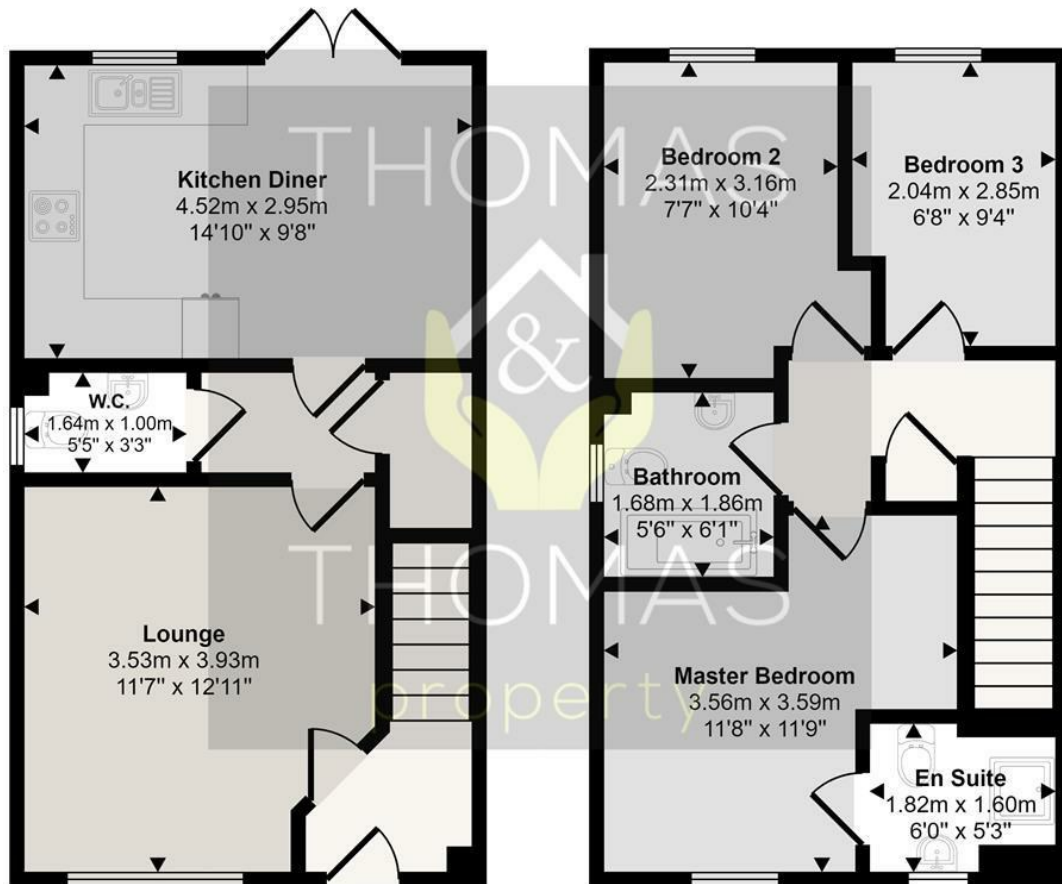 THOMAS
&
THOMAS
property
Kitchen Diner
4.52m x 2.95m
14'10" x 9'8"
W.C.
1.64m x 1.00m
5'5" x 3'3"
Lounge
3.53m x 3.93m
11'7" x 12'11"
Bedroom 2
2.31m x 3.16m
7'7" x 10'4"
Bedroom 3
2.04m x 2.85m
6'8" x 9'4"
Bathroom
1.68m x 1.86m
5'6" x 6'1"
Master Bedroom
3.56m x 3.59m
11'8" x 11'9"
En Suite
1.82m x 1.60m
6'0" x 5'3"